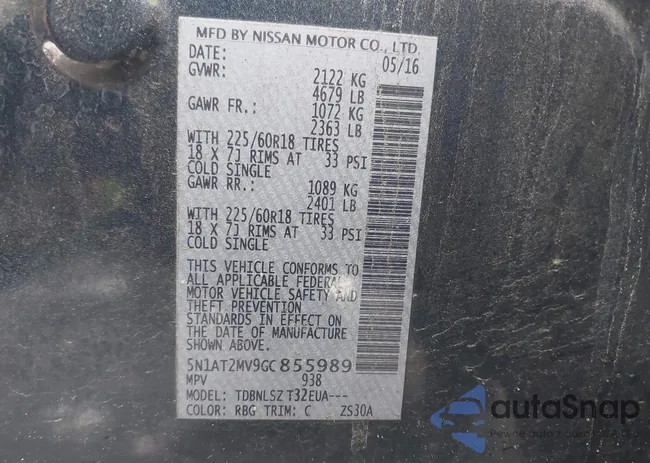 MFD BY NISSAN MOTOR CO., LTD.
DATE: 05/16
GVWR: 2122 KG
4679 LB
GAWR FR.: 1072 KG
2363 LB
WITH 225/60R18 TIRES
18 X 7J RIMS AT 33 PSI
COLD SINGLE
GAWR RR.: 1089 KG
2401 LB
WITH 225/60R18 TIRES
18 X 7J RIMS AT 33 PSI
COLD SINGLE
THIS VEHICLE CONFORMS TO
ALL APPLICABLE FEDERAL
MOTOR VEHICLE SAFETY AND
THEFT PREVENTION
STANDARDS IN EFFECT ON
THE DATE OF MANUFACTURE
SHOWN ABOVE.
5N1AT2MV9GC855989
MPV 938
MODEL: TDBNLSZ T32EUA---
COLOR: RBG TRIM: C ZS30A
autoSnap
Pewne auto z aukcji